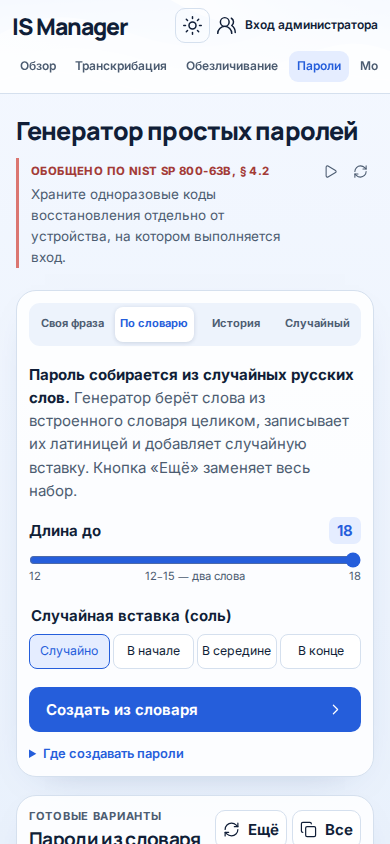 IS Manager
Вход администратора
Обзор
Транскрибация
Обезличивание
Пароли
Мо
Генератор простых паролей
ОБОБЩЕНО ПО NIST SP 800-63B, § 4.2
Храните одноразовые коды
восстановления отдельно от
устройства, на котором выполняется
вход.
Своя фраза
По словарю
История
Случайный
Пароль собирается из случайных русских
слов. Генератор берёт слова из
встроенного словаря целиком, записывает
их латиницей и добавляет случайную
вставку. Кнопка «Ещё» заменяет весь
набор.
Длина до
18
12
12–15 — два слова
18
Случайная вставка (соль)
Случайно
В начале
В середине
В конце
Создать из словаря
Где создавать пароли
ГОТОВЫЕ ВАРИАНТЫ
Пароли из словаря
Ещё
Все